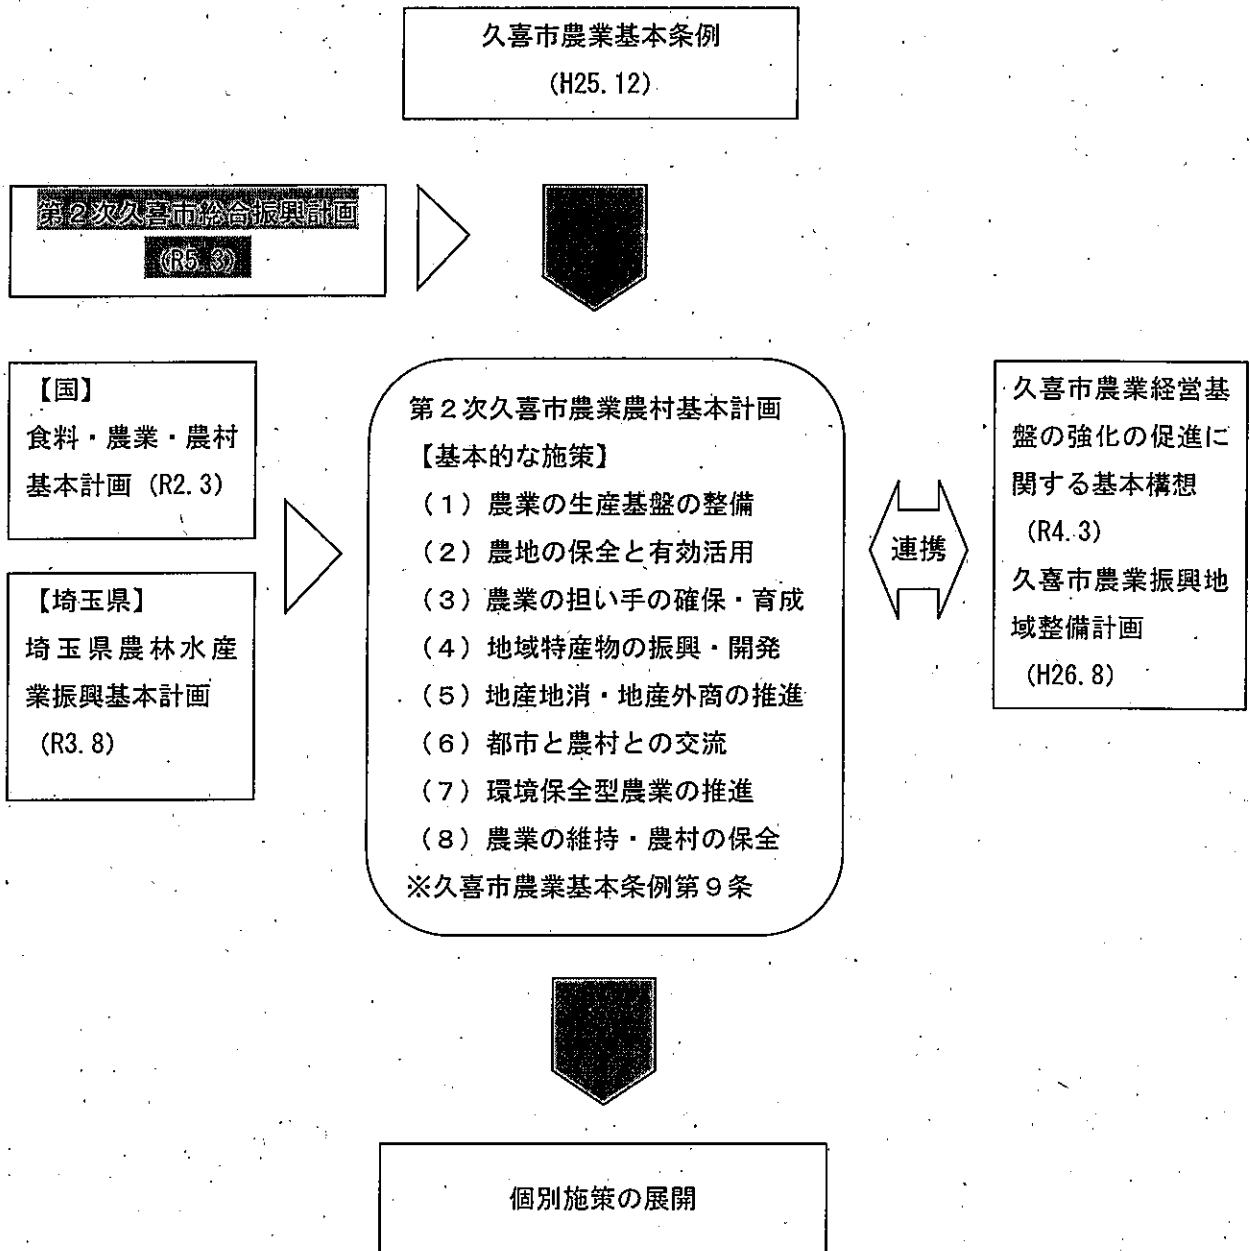 久喜市農業基本条例
(H25.12)
第2次久喜市総合振興計画
(R5.3)
【国】
食料・農業・農村
基本計画 (R2.3)
【埼玉県】
埼玉県農林水産
業振興基本計画
(R3.8)
第2次久喜市農業農村基本計画
【基本的な施策】
(1) 農業の生産基盤の整備
(2) 農地の保全と有効活用
(3) 農業の担い手の確保・育成
(4) 地域特産物の振興・開発
(5) 地産地消・地産外商の推進
(6) 都市と農村との交流
(7) 環境保全型農業の推進
(8) 農業の維持・農村の保全
※久喜市農業基本条例第9条
連携
久喜市農業経営基
盤の強化の促進に
関する基本構想
(R4.3)
久喜市農業振興地
域整備計画
(H26.8)
個別施策の展開